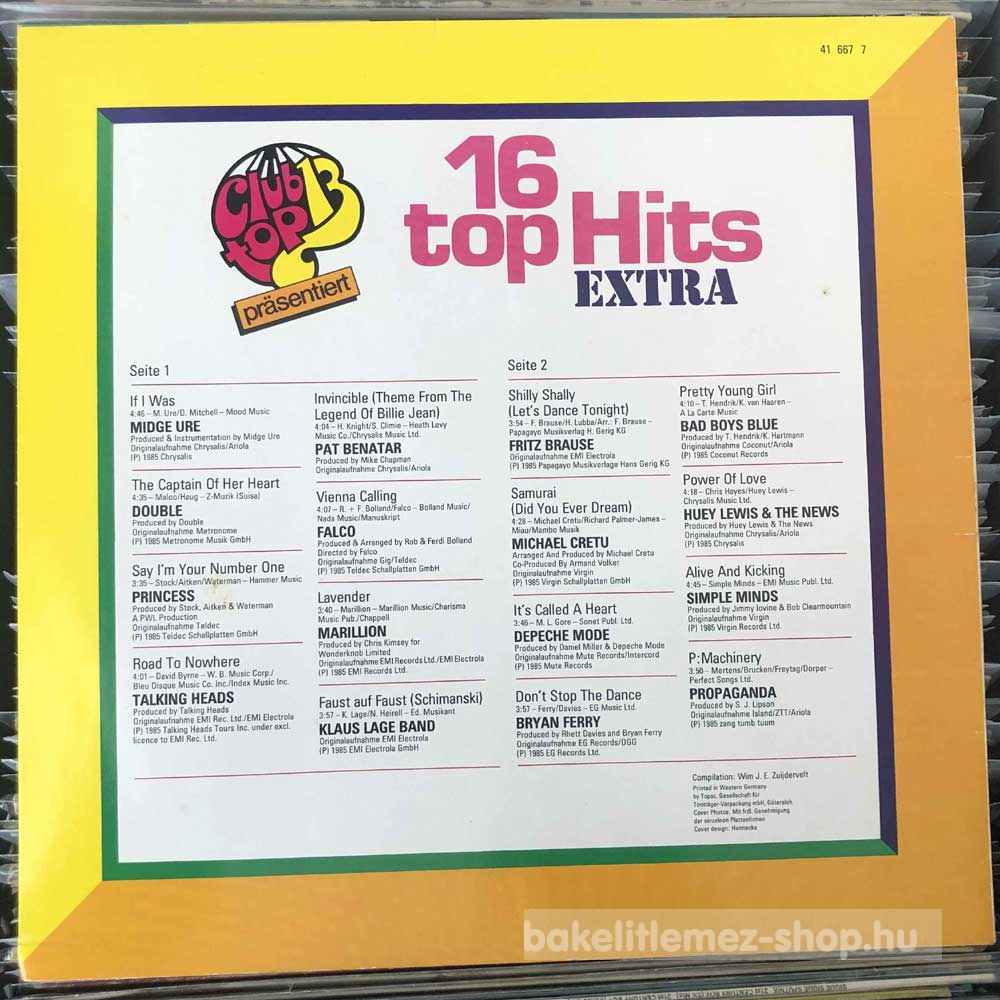 41 667 7
Club
top 13
präsentiert
16
top Hits
EXTRA
Seite 1
If I Was
4:46 – M. Ure/D. Mitchell – Mood Music
MIDGE URE
Produced & Instrumentation by Midge Ure
Originalaufnahme Chrysalis/Ariola
(P) 1985 Chrysalis
The Captain Of Her Heart
4:35 – Maloo/Haug – Z-Muzik (Suisa)
DOUBLE
Produced by Double
Originalaufnahme Metronome
(P) 1985 Metronome Musik GmbH
Say I'm Your Number One
3:35 – Stock/Aitken/Waterman – Hammer Music
PRINCESS
Produced by Stock, Aitken & Waterman
A PWL Production
Originalaufnahme Teldec
(P) 1985 Teldec Schallplatten GmbH
Road To Nowhere
4:01 – David Byrne – W. B. Music Corp./
Bleu Disque Music Co. Inc./Index Music Inc.
TALKING HEADS
Produced by Talking Heads
Originalaufnahme EMI Rec. Ltd./EMI Electrola
(P) 1985 Talking Heads Tours Inc. under excl.
licence to EMI Rec. Ltd.
Invincible (Theme From The
Legend Of Billie Jean)
4:04 – H. Knight/S. Climie – Heath Levy
Music Co./Chrysalis Music Ltd.
PAT BENATAR
Produced by Mike Chapman
Originalaufnahme Chrysalis/Ariola
(P) 1985 Chrysalis
Vienna Calling
4:07 – R. + F. Bolland/Falco – Bolland Music/
Nada Music/Manuskript
FALCO
Produced & Arranged by Rob & Ferdi Bolland
Directed by Falco
Originalaufnahme Gig/Teldec
(P) 1985 Teldec Schallplatten GmbH
Lavender
3:40 – Marillion – Marillion Music/Charisma
Music Pub./Chappell
MARILLION
Produced by Chris Kimsey for
Wonderknob Limited
Originalaufnahme EMI Records Ltd./EMI Electrola
(P) 1985 EMI Records Ltd.
Faust auf Faust (Schimanski)
3:57 – K. Lage/N. Heirell – Ed. Musikant
KLAUS LAGE BAND
Originalaufnahme EMI Electrola
(P) 1985 EMI Electrola GmbH
Seite 2
Shilly Shally
(Let's Dance Tonight)
3:54 – F. Brause/H. Lubba/Arr.: F. Brause –
Papagayo Musikverlag H. Gerig KG
FRITZ BRAUSE
Originalaufnahme EMI Electrola
(P) 1985 Papagayo Musikverlage Hans Gerig KG
Samurai
(Did You Ever Dream)
4:28 – Michael Cretu/Richard Palmer-James –
Miau/Mambo Musik
MICHAEL CRETU
Arranged And Produced by Michael Cretu
Co-Produced By Armand Volker
Originalaufnahme Virgin
(P) 1985 Virgin Schallplatten GmbH
It's Called A Heart
3:46 – M. L. Gore – Sonet Publ. Ltd.
DEPECHE MODE
Produced by Daniel Miller & Depeche Mode
Originalaufnahme Mute Records/Intercord
(P) 1985 Mute Records
Don't Stop The Dance
3:57 – Ferry/Davies – EG Music Ltd.
BRYAN FERRY
Produced by Rhett Davies and Bryan Ferry
Originalaufnahme EG Records/DGG
(P) 1985 EG Records Ltd.
Pretty Young Girl
4:10 – T. Hendrik/K. van Haaren –
A La Carte Music
BAD BOYS BLUE
Produced by T. Hendrik/K. Hartmann
Originalaufnahme Coconut/Ariola
(P) 1985 Coconut Records
Power Of Love
4:18 – Chris Hayes/Huey Lewis –
Chrysalis Music Ltd.
HUEY LEWIS & THE NEWS
Produced by Huey Lewis & The News
Originalaufnahme Chrysalis/Ariola
(P) 1985 Chrysalis
Alive And Kicking
4:45 – Simple Minds – EMI Music Publ. Ltd.
SIMPLE MINDS
Produced by Jimmy Iovine & Bob Clearmountain
Originalaufnahme Virgin
(P) 1985 Virgin Records Ltd.
P:Machinery
3:50 – Mertens/Brucken/Freytag/Dorper –
Perfect Songs Ltd.
PROPAGANDA
Produced by S. J. Lipson
Originalaufnahme Island/ZTT/Ariola
(P) 1985 zang tumb tuum
Compilation: Wim J. E. Zuijdervelt
Printed in Western Germany
by Topac, Gesellschaft für
Tonträger-Verpackung mbH, Gütersloh
Cover Photos: Mit frdl. Genehmigung
der einzelnen Plattenfirmen
Cover design: Hennecke
bakelitlemez-shop.hu